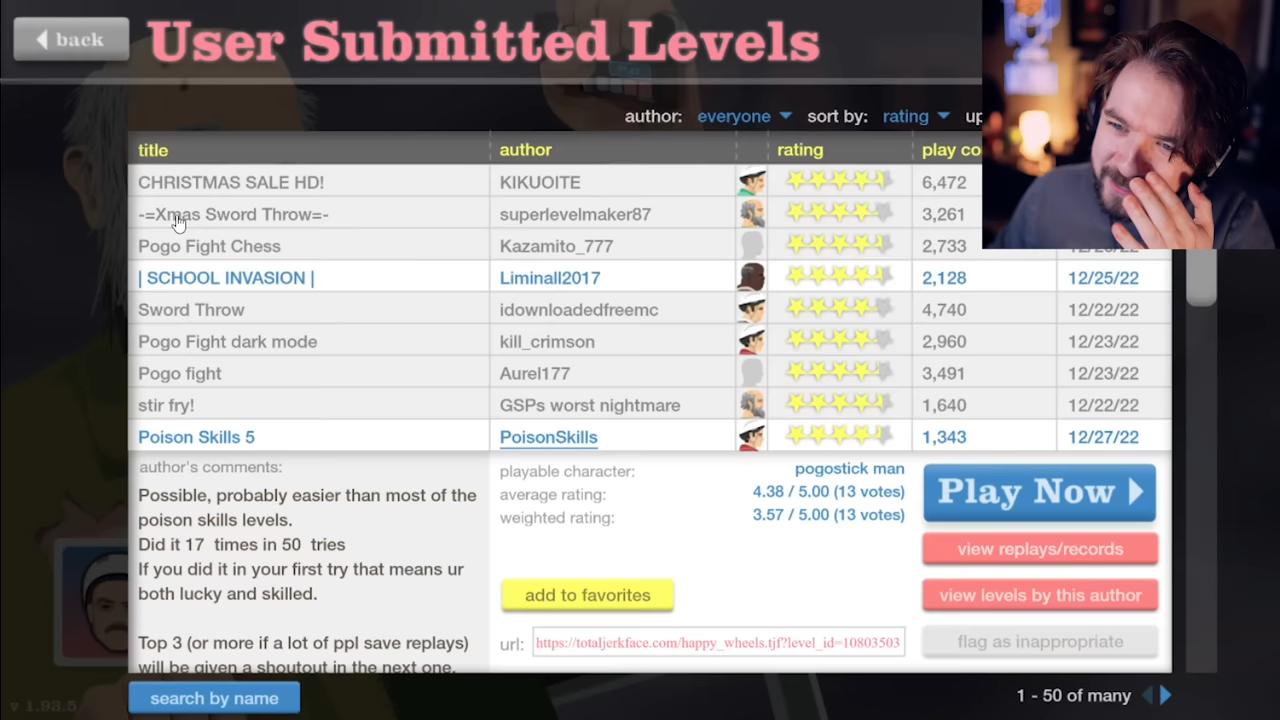 back
User Submitted Levels
author: everyone sort by: rating up
title author rating play co
CHRISTMAS SALE HD! KIKUOITE 6,472
-=Xmas Sword Throw=- superlevelmaker87 3,261
Pogo Fight Chess Kazamito_777 2,733
| SCHOOL INVASION | Liminall2017 2,128 12/25/22
Sword Throw idownloadedfreemc 4,740 12/22/22
Pogo Fight dark mode kill_crimson 2,960 12/23/22
Pogo fight Aurel177 3,491 12/23/22
stir fry! GSPs worst nightmare 1,640 12/22/22
Poison Skills 5 PoisonSkills 1,343 12/27/22
author's comments:
Possible, probably easier than most of the
poison skills levels.
Did it 17 times in 50 tries
If you did it in your first try that means ur
both lucky and skilled.
Top 3 (or more if a lot of ppl save replays)
will be given a shoutout in the next one.
playable character: pogostick man
average rating: 4.38 / 5.00 (13 votes)
weighted rating: 3.57 / 5.00 (13 votes)
add to favorites
url: https://totaljerkface.com/happy_wheels.tjf?level_id=10803503
Play Now
view replays/records
view levels by this author
flag as inappropriate
search by name
1 - 50 of many
v 1.93.5